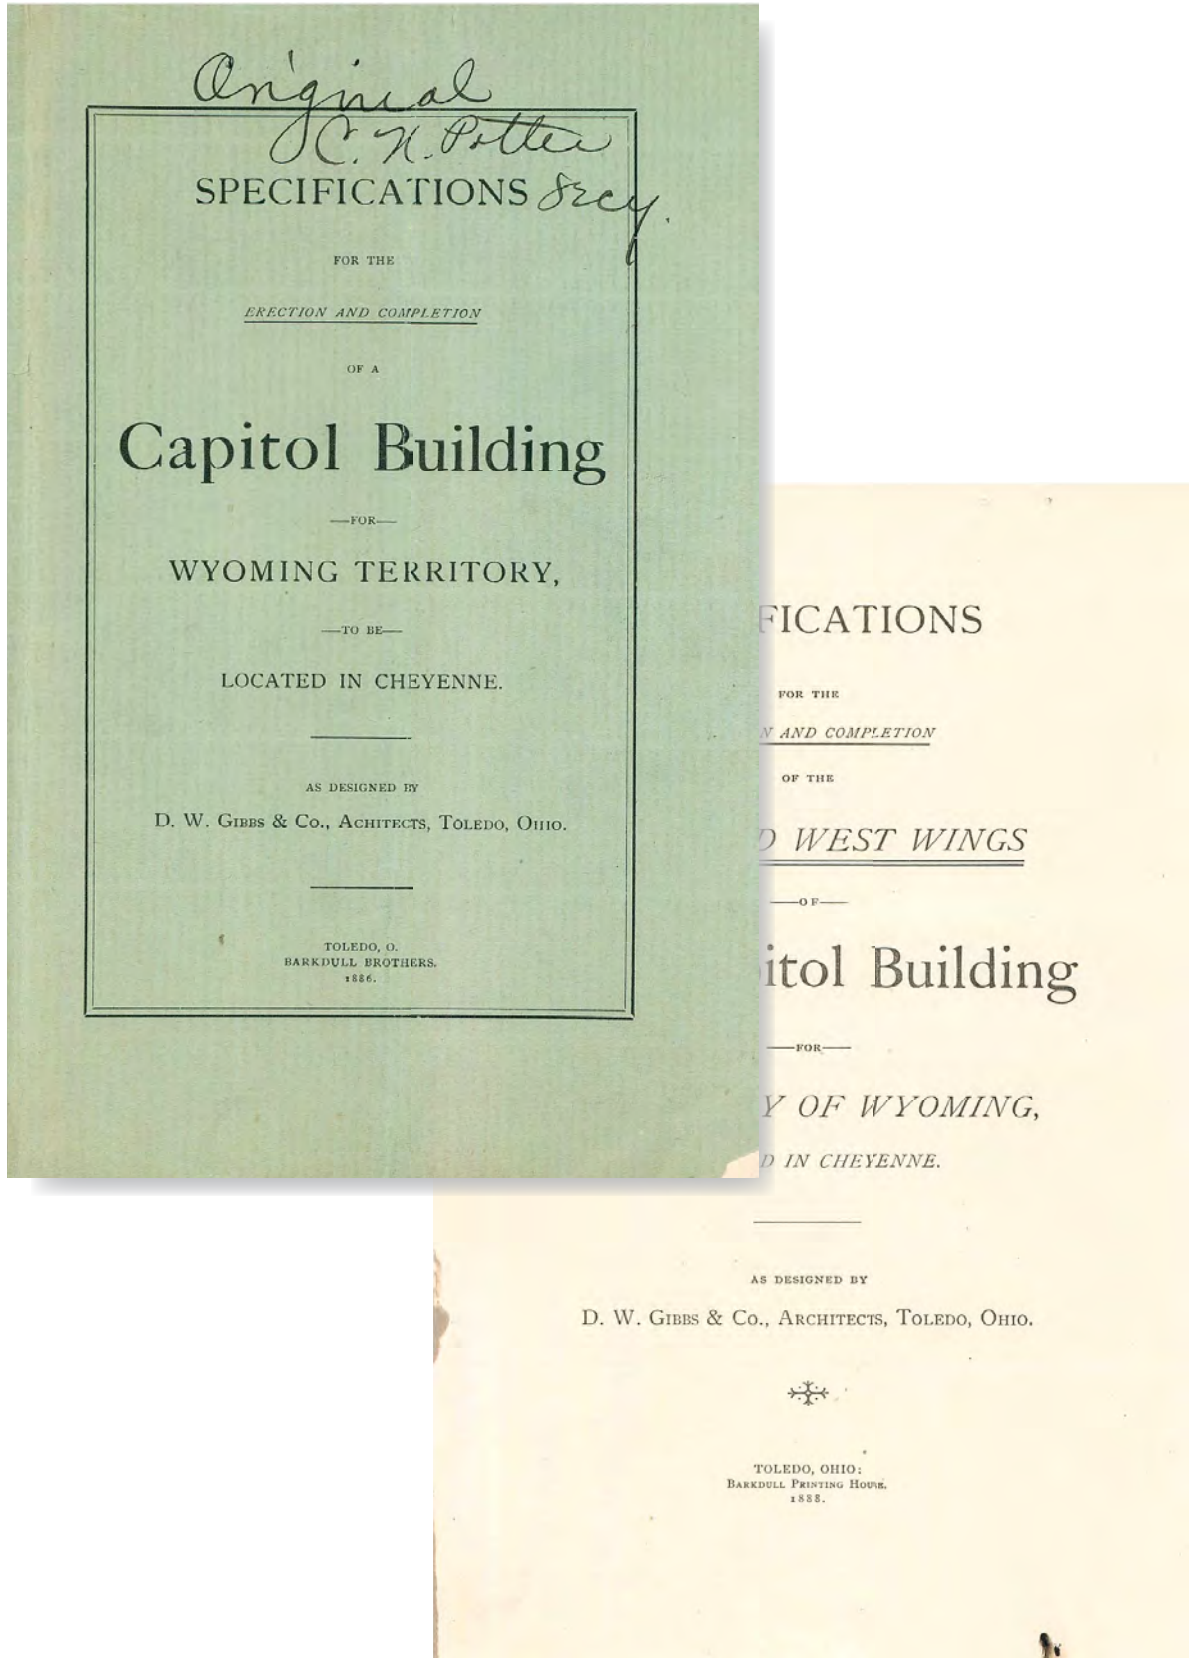 Original
C. N. Potter
SPECIFICATIONS Secy.
FOR THE
ERECTION AND COMPLETION
OF A
Capitol Building
—FOR—
WYOMING TERRITORY,
—TO BE—
LOCATED IN CHEYENNE.
AS DESIGNED BY
D. W. GIBBS & CO., ACHITECTS, TOLEDO, OHIO.
TOLEDO, O.
BARKDULL BROTHERS.
1886.
FICATIONS
FOR THE
N AND COMPLETION
OF THE
D WEST WINGS
—OF—
itol Building
—FOR—
Y OF WYOMING,
D IN CHEYENNE.
AS DESIGNED BY
D. W. GIBBS & CO., ARCHITECTS, TOLEDO, OHIO.
TOLEDO, OHIO:
BARKDULL PRINTING HOUSE.
1888.